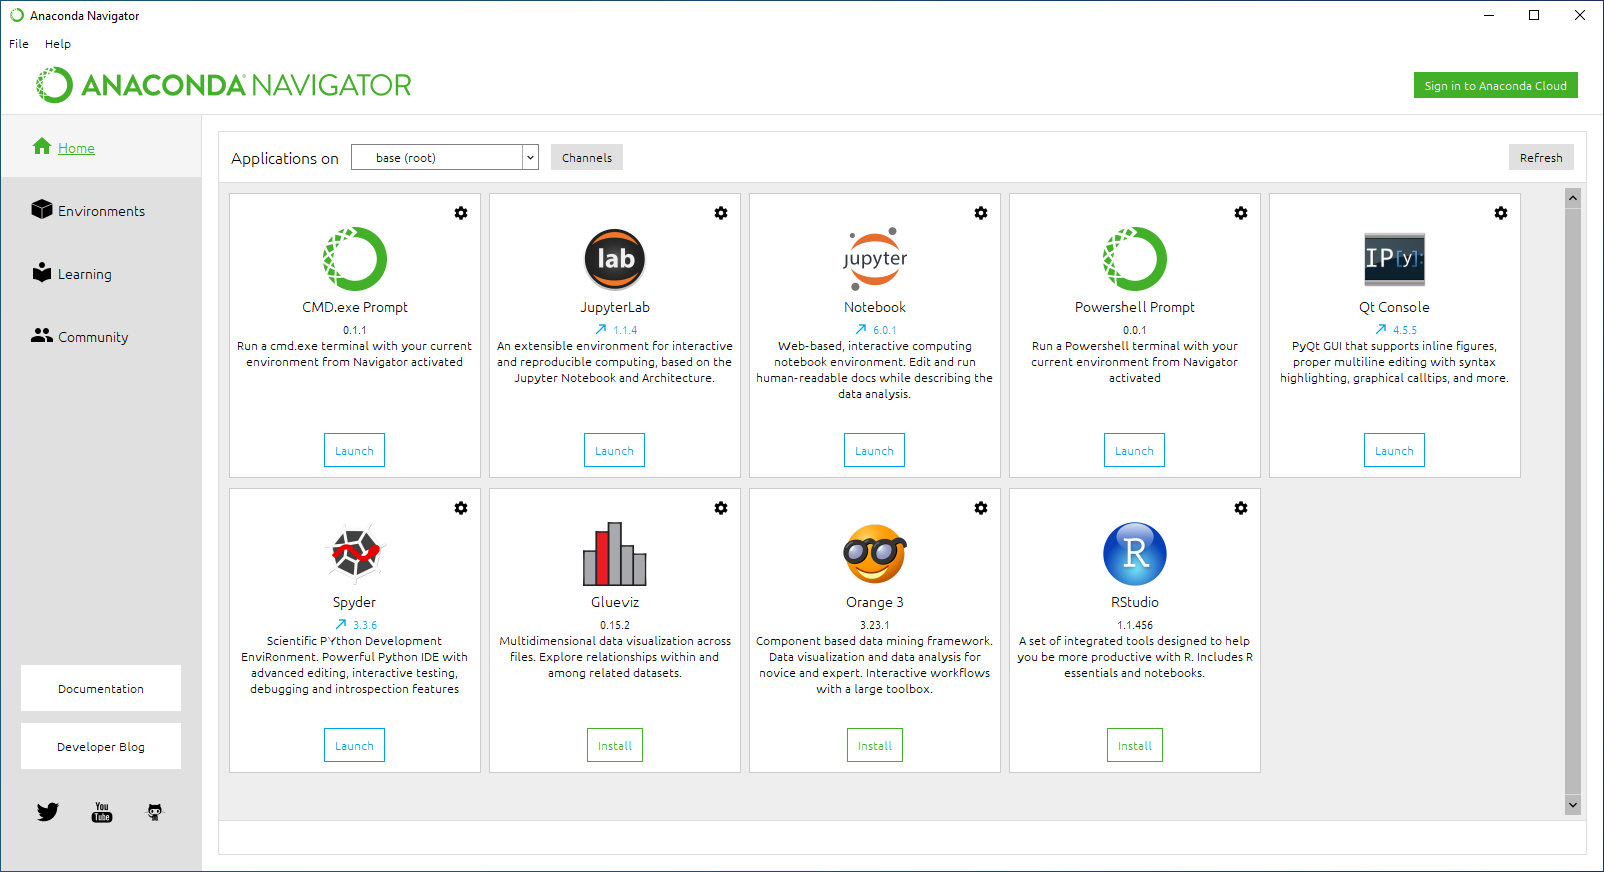 Anaconda Navigator
File Help
ANACONDA NAVIGATOR
Sign in to Anaconda Cloud
Home
Environments
Learning
Community
Documentation
Developer Blog
You
Tube
Applications on
base (root)
Channels
Refresh
CMD.exe Prompt
0.1.1
Run a cmd.exe terminal with your current
environment from Navigator activated
Launch
lab
JupyterLab
1.1.4
An extensible environment for interactive
and reproducible computing, based on the
Jupyter Notebook and Architecture.
Launch
jupyter
Notebook
6.0.1
Web-based, interactive computing
notebook environment. Edit and run
human-readable docs while describing the
data analysis.
Launch
Powershell Prompt
0.0.1
Run a Powershell terminal with your
current environment from Navigator
activated
Launch
IP[y]:
Qt Console
4.5.5
PyQt GUI that supports inline figures,
proper multiline editing with syntax
highlighting, graphical calltips, and more.
Launch
Spyder
3.3.6
Scientific PYthon Development
EnviRonment. Powerful Python IDE with
advanced editing, interactive testing,
debugging and introspection features
Launch
Glueviz
0.15.2
Multidimensional data visualization across
files. Explore relationships within and
among related datasets.
Install
Orange 3
3.23.1
Component based data mining framework.
Data visualization and data analysis for
novice and expert. Interactive workflows
with a large toolbox.
Install
R
RStudio
1.1.456
A set of integrated tools designed to help
you be more productive with R. Includes R
essentials and notebooks.
Install